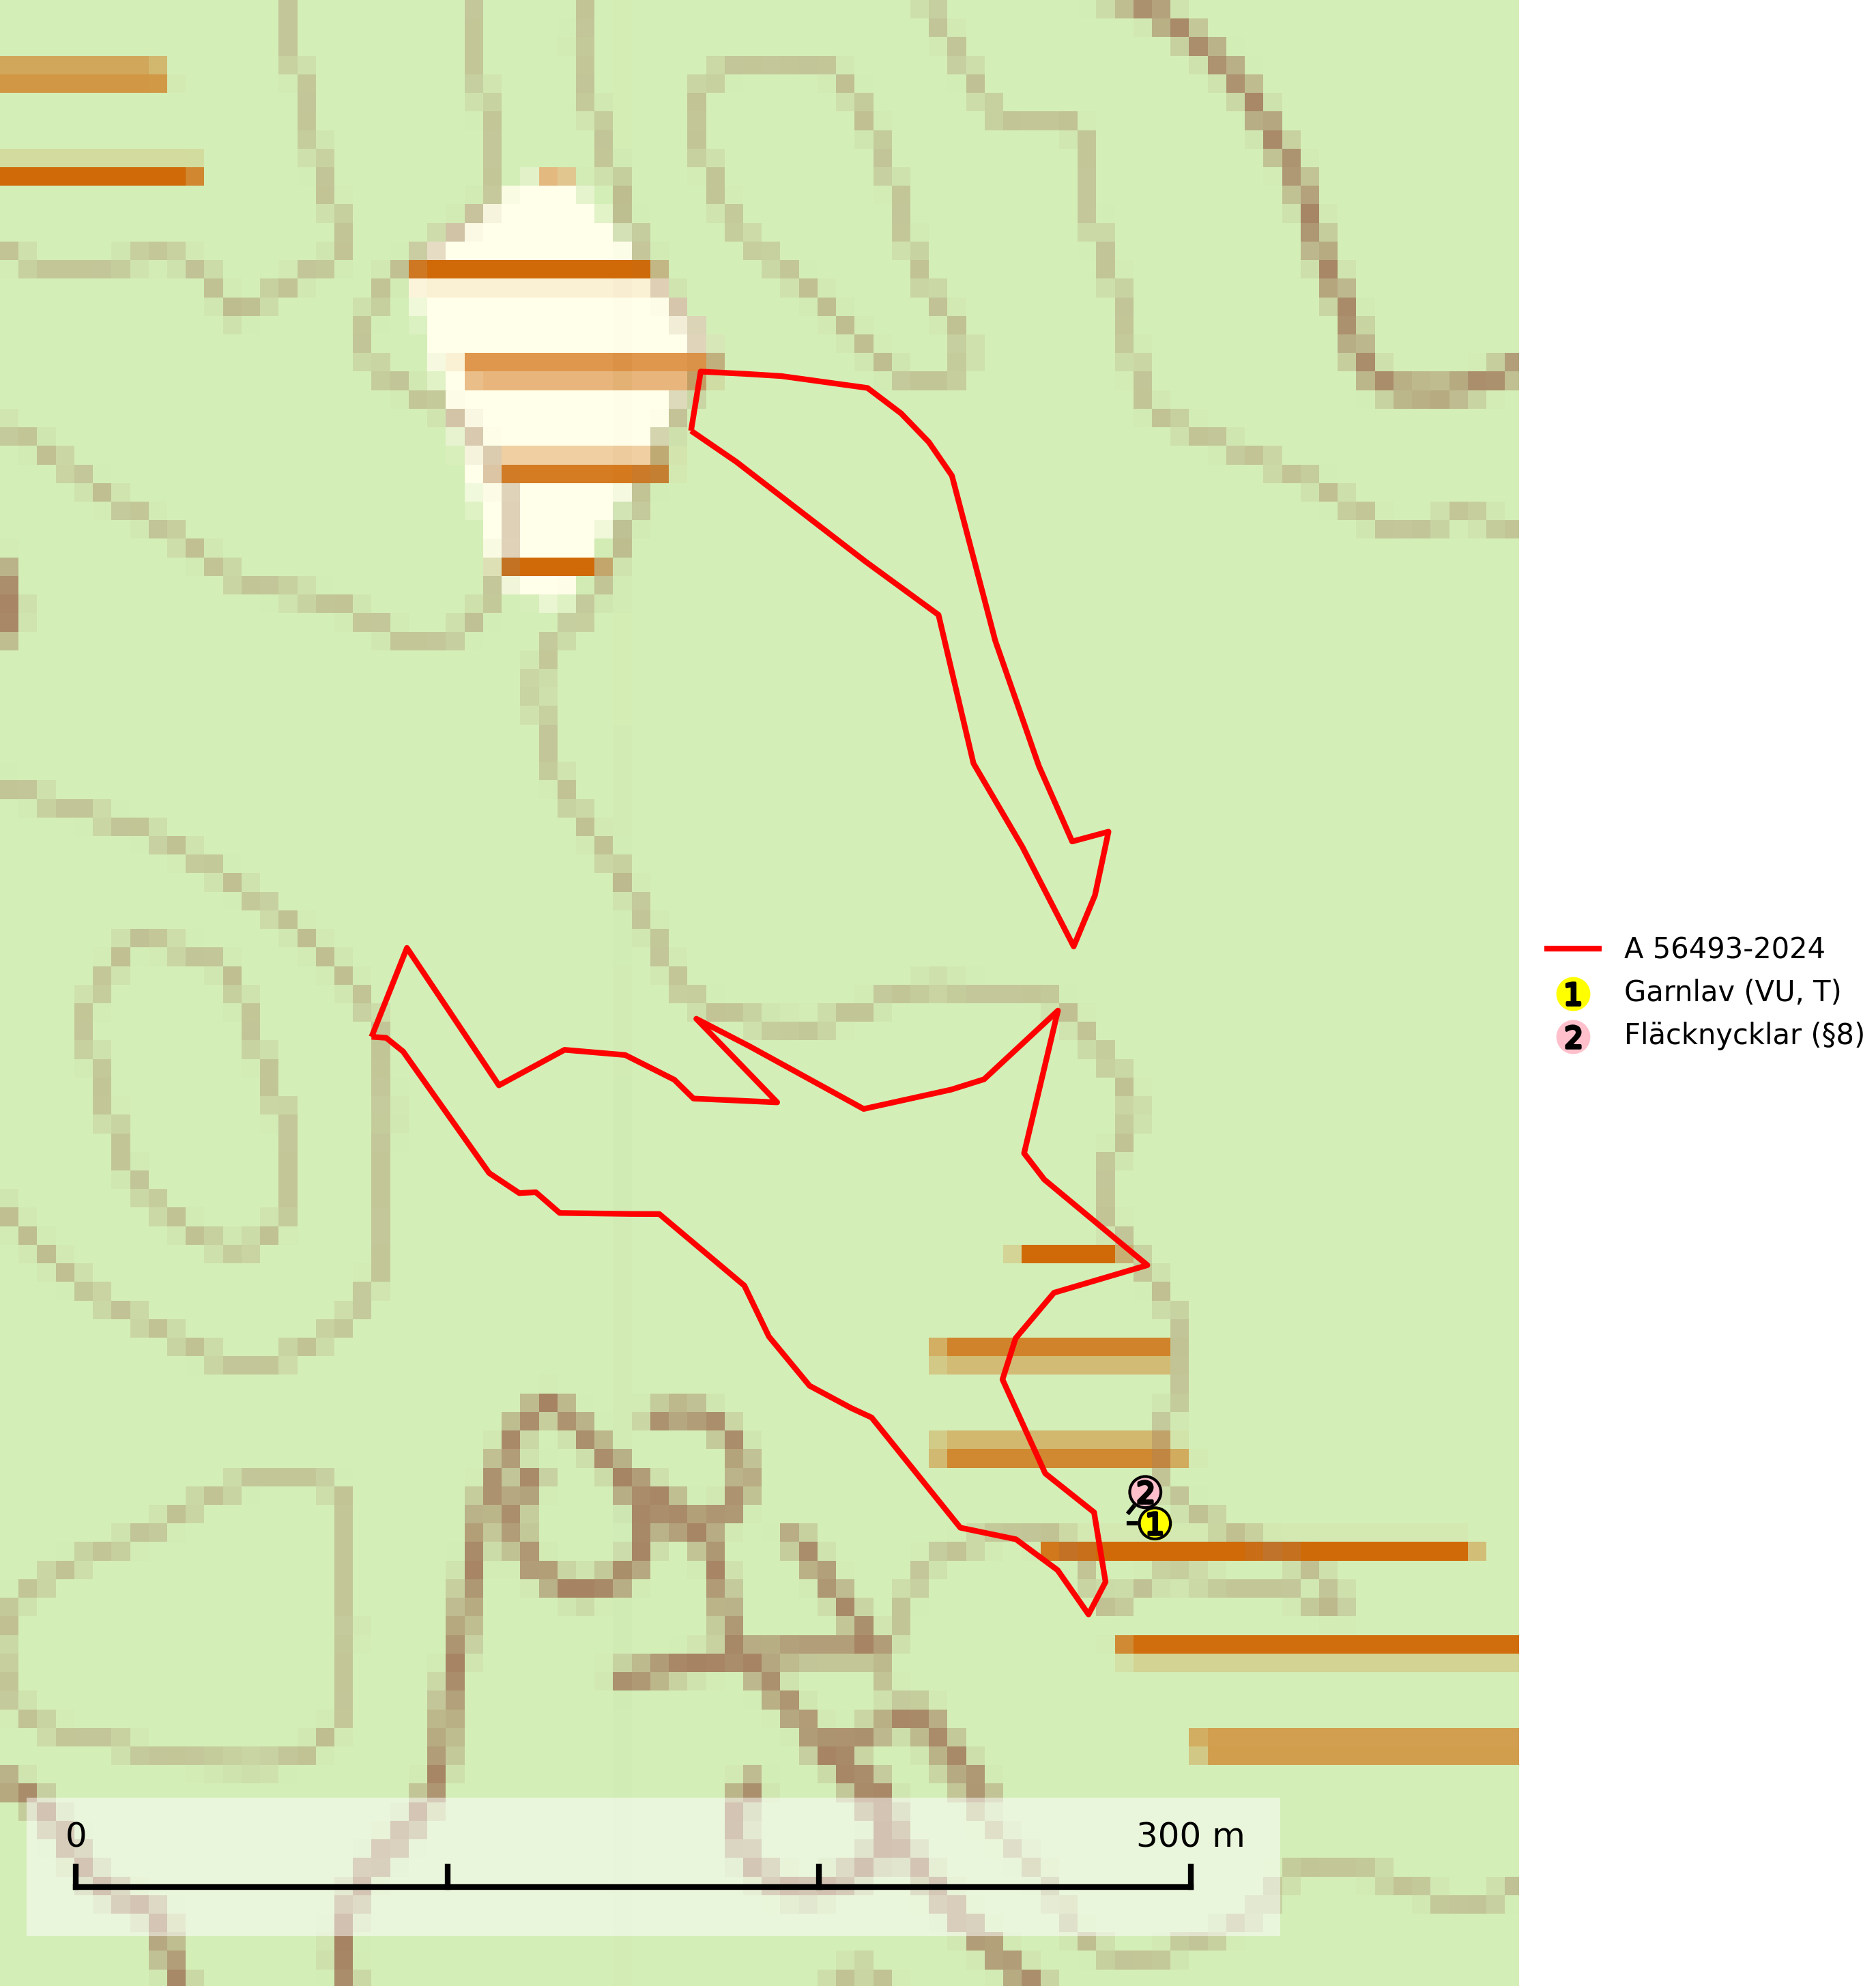 A 56493-2024
1 Garnlav (VU, T)
2 Fläcknycklar (§8)
2
1
0 300 m